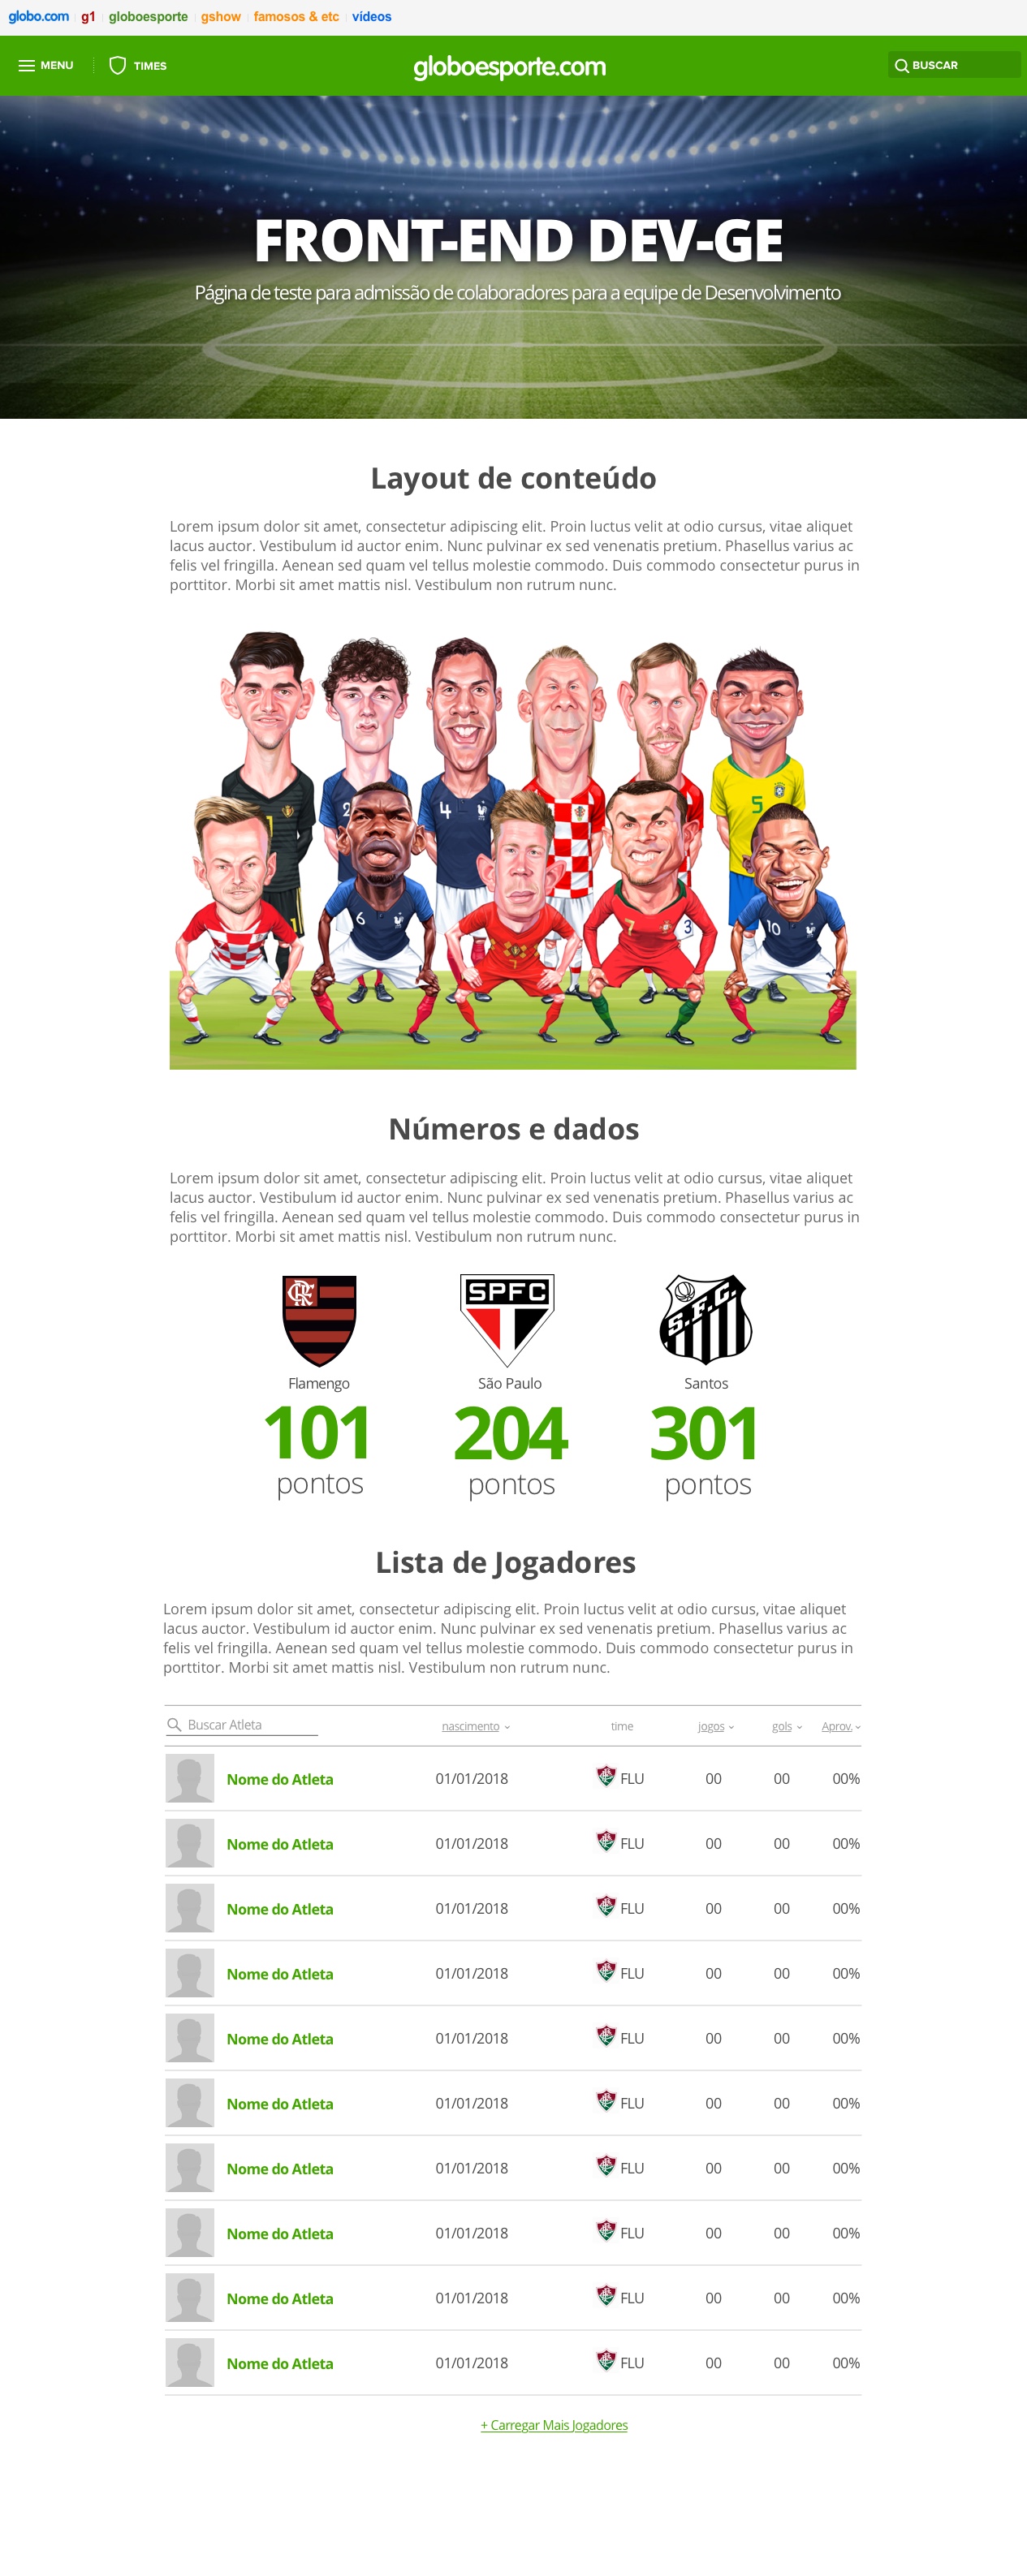 globo.com g1 globoesporte gshow famosos & etc vídeos
MENU TIMES globoesporte.com BUSCAR
FRONT-END DEV-GE
Página de teste para admissão de colaboradores para a equipe de Desenvolvimento
Layout de conteúdo
Lorem ipsum dolor sit amet, consectetur adipiscing elit. Proin luctus velit at odio cursus, vitae aliquet
lacus auctor. Vestibulum id auctor enim. Nunc pulvinar ex sed venenatis pretium. Phasellus varius ac
felis vel fringilla. Aenean sed quam vel tellus molestie commodo. Duis commodo consectetur purus in
porttitor. Morbi sit amet mattis nisl. Vestibulum non rutrum nunc.
1 2 4 5
6 7 7 3 10
1
Números e dados
Lorem ipsum dolor sit amet, consectetur adipiscing elit. Proin luctus velit at odio cursus, vitae aliquet
lacus auctor. Vestibulum id auctor enim. Nunc pulvinar ex sed venenatis pretium. Phasellus varius ac
felis vel fringilla. Aenean sed quam vel tellus molestie commodo. Duis commodo consectetur purus in
porttitor. Morbi sit amet mattis nisl. Vestibulum non rutrum nunc.
CRF SPFC S.F.C
Flamengo São Paulo Santos
101 204 301
pontos pontos pontos
Lista de Jogadores
Lorem ipsum dolor sit amet, consectetur adipiscing elit. Proin luctus velit at odio cursus, vitae aliquet
lacus auctor. Vestibulum id auctor enim. Nunc pulvinar ex sed venenatis pretium. Phasellus varius ac
felis vel fringilla. Aenean sed quam vel tellus molestie commodo. Duis commodo consectetur purus in
porttitor. Morbi sit amet mattis nisl. Vestibulum non rutrum nunc.
Buscar Atleta nascimento time jogos gols Aprov.
Nome do Atleta 01/01/2018 FLU 00 00 00%
Nome do Atleta 01/01/2018 FLU 00 00 00%
Nome do Atleta 01/01/2018 FLU 00 00 00%
Nome do Atleta 01/01/2018 FLU 00 00 00%
Nome do Atleta 01/01/2018 FLU 00 00 00%
Nome do Atleta 01/01/2018 FLU 00 00 00%
Nome do Atleta 01/01/2018 FLU 00 00 00%
Nome do Atleta 01/01/2018 FLU 00 00 00%
Nome do Atleta 01/01/2018 FLU 00 00 00%
Nome do Atleta 01/01/2018 FLU 00 00 00%
+ Carregar Mais Jogadores